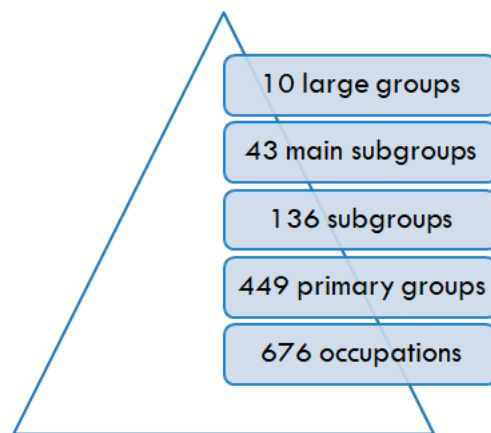 10 large groups
43 main subgroups
136 subgroups
449 primary groups
676 occupations